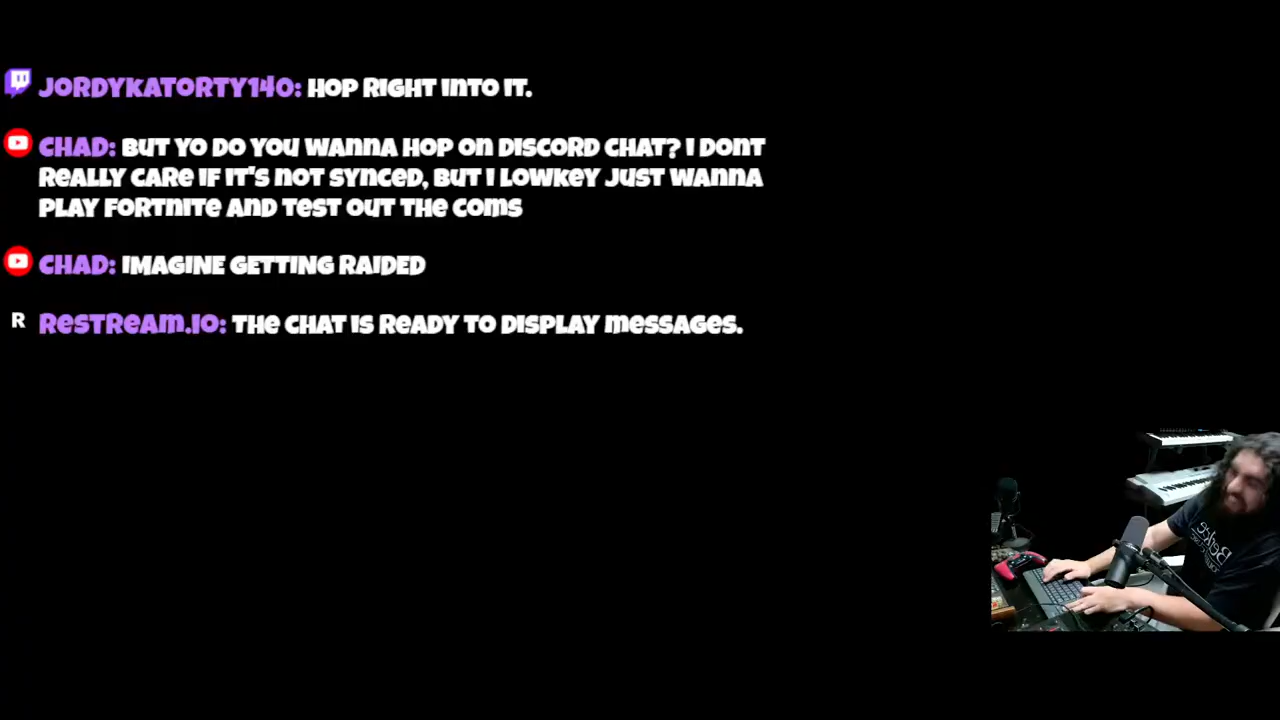 JORDYKATORTY140: HOP RIGHT INTO IT.
CHAD: BUT YO DO YOU WANNA HOP ON DISCORD CHAT? I DONT
REALLY CARE IF IT'S NOT SYNCED, BUT I LOWKEY JUST WANNA
PLAY FORTNITE AND TEST OUT THE COMS
CHAD: IMAGINE GETTING RAIDED
R RESTREAM.IO: THE CHAT IS READY TO DISPLAY MESSAGES.